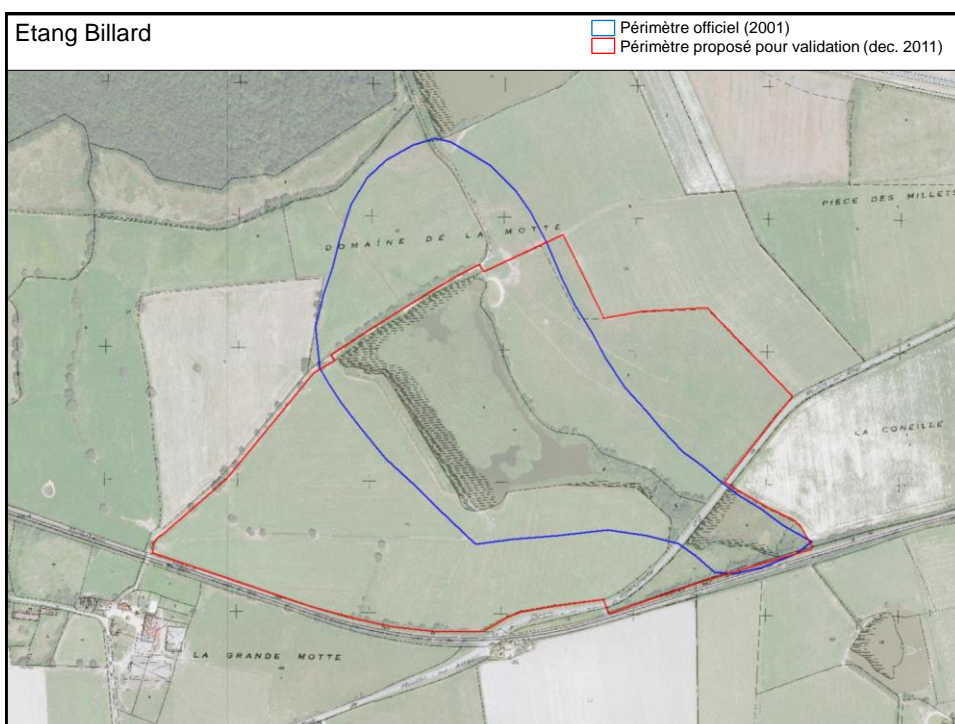 Etang Billard
Périmètre officiel (2001)
Périmètre proposé pour validation (dec. 2011)
PIECE DES MILLETS
DOMAINE DE LA MOTTE
LA CONEILLE
LA GRANDE MOTTE